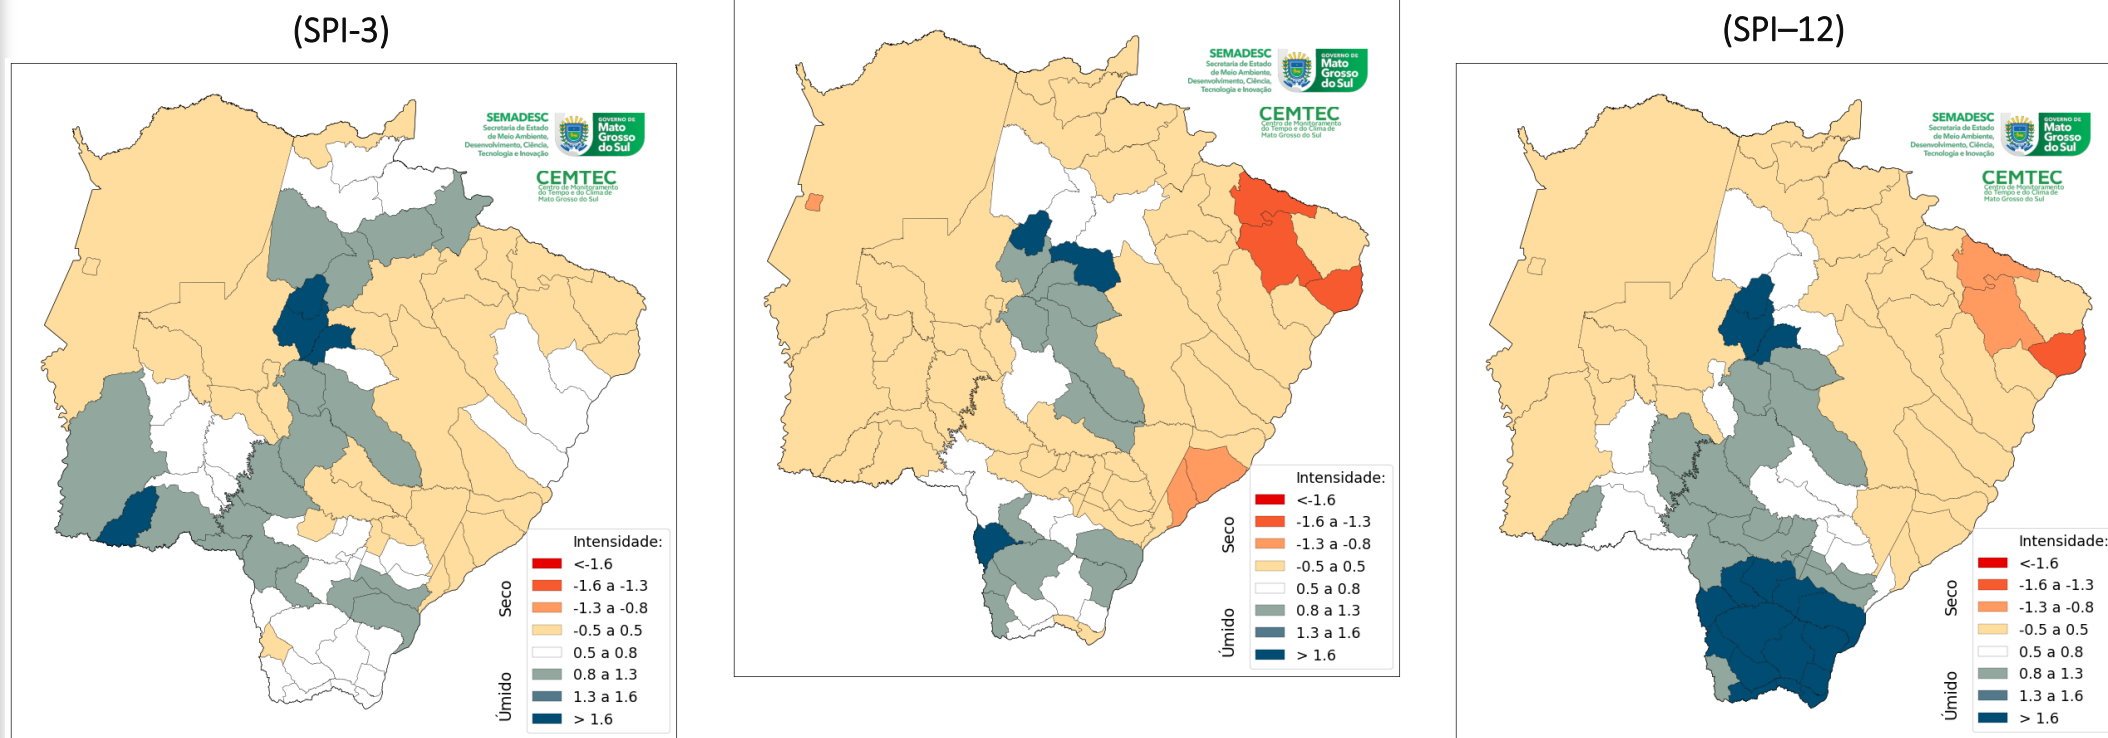 (SPI-3)
SEMADESC
Secretaria de Estado
de Meio Ambiente,
Desenvolvimento, Ciência,
Tecnologia e Inovação
GOVERNO DE
Mato
Grosso
do Sul
CEMTEC
Centro de Monitoramento
do Tempo e do Clima de
Mato Grosso do Sul
Intensidade:
<-1.6
-1.6 a -1.3
-1.3 a -0.8
-0.5 a 0.5
0.5 a 0.8
0.8 a 1.3
1.3 a 1.6
> 1.6
Seco
Úmido
SEMADESC
Secretaria de Estado
de Meio Ambiente,
Desenvolvimento, Ciência,
Tecnologia e Inovação
GOVERNO DE
Mato
Grosso
do Sul
CEMTEC
Centro de Monitoramento
do Tempo e do Clima de
Mato Grosso do Sul
Intensidade:
<-1.6
-1.6 a -1.3
-1.3 a -0.8
-0.5 a 0.5
0.5 a 0.8
0.8 a 1.3
1.3 a 1.6
> 1.6
Seco
Úmido
(SPI–12)
SEMADESC
Secretaria de Estado
de Meio Ambiente,
Desenvolvimento, Ciência,
Tecnologia e Inovação
GOVERNO DE
Mato
Grosso
do Sul
CEMTEC
Centro de Monitoramento
do Tempo e do Clima de
Mato Grosso do Sul
Intensidade:
<-1.6
-1.6 a -1.3
-1.3 a -0.8
-0.5 a 0.5
0.5 a 0.8
0.8 a 1.3
1.3 a 1.6
> 1.6
Seco
Úmido